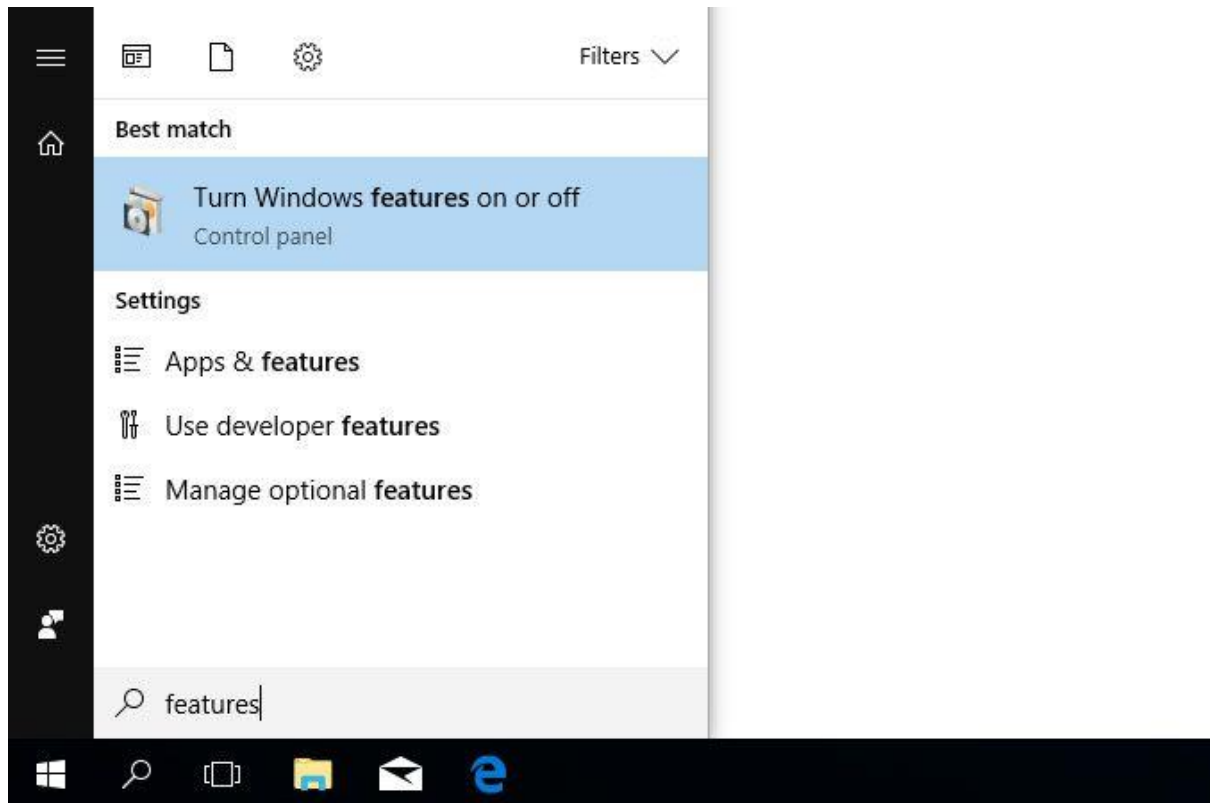 Filters
Best match
Turn Windows features on or off
Control panel
Settings
Apps & features
Use developer features
Manage optional features
features